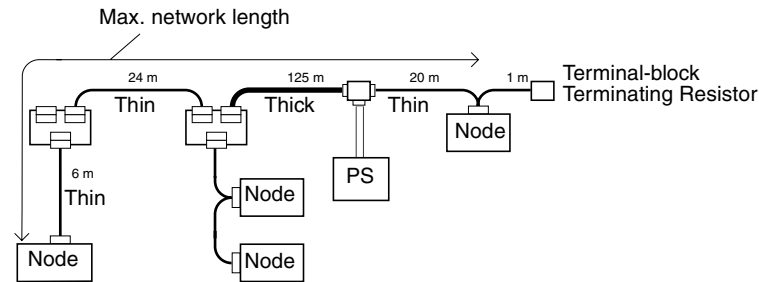 Max. network length
24 m
125 m
20 m
1 m
Terminal-block
Terminating Resistor
Thin
Thick
Thin
Node
6 m
Thin
PS
Node
Node
Node